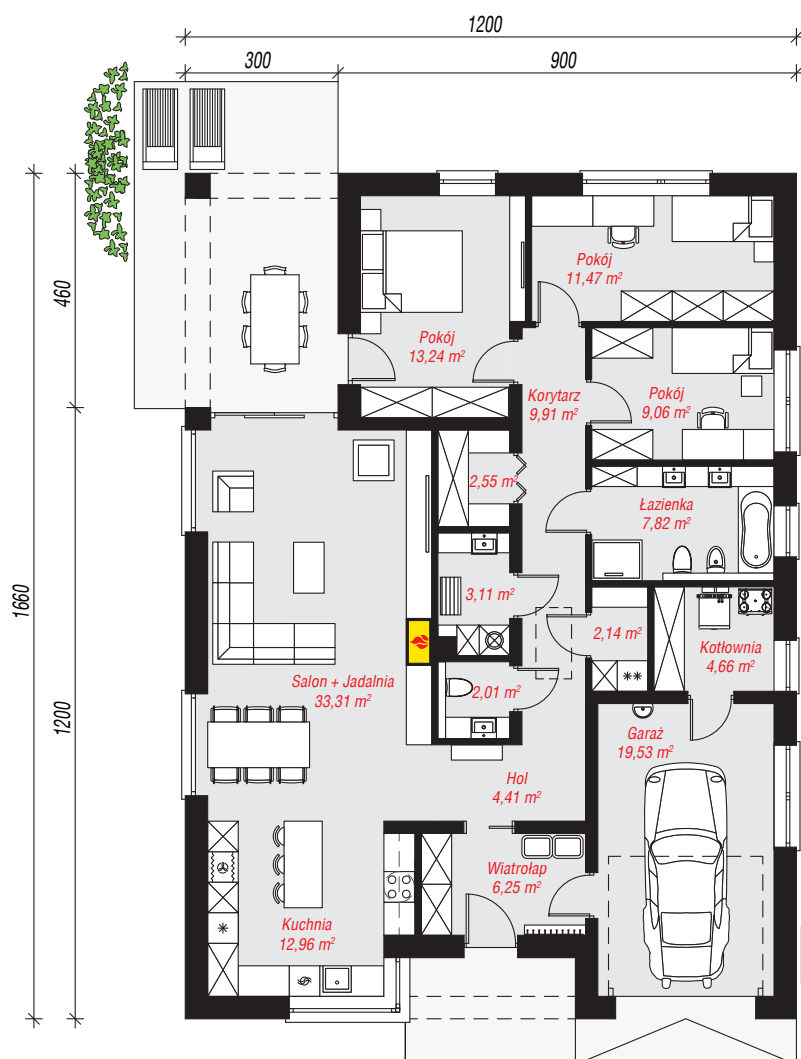 1200
300
900
460
1660
1200
Pokój
11,47 m²
Pokój
13,24 m²
Korytarz
9,91 m²
Pokój
9,06 m²
2,55 m²
Łazienka
7,82 m²
3,11 m²
2,14 m²
Kotłownia
4,66 m²
Salon + Jadalnia
33,31 m²
2,01 m²
Garaż
19,53 m²
Hol
4,41 m²
Wiatrołap
6,25 m²
Kuchnia
12,96 m²